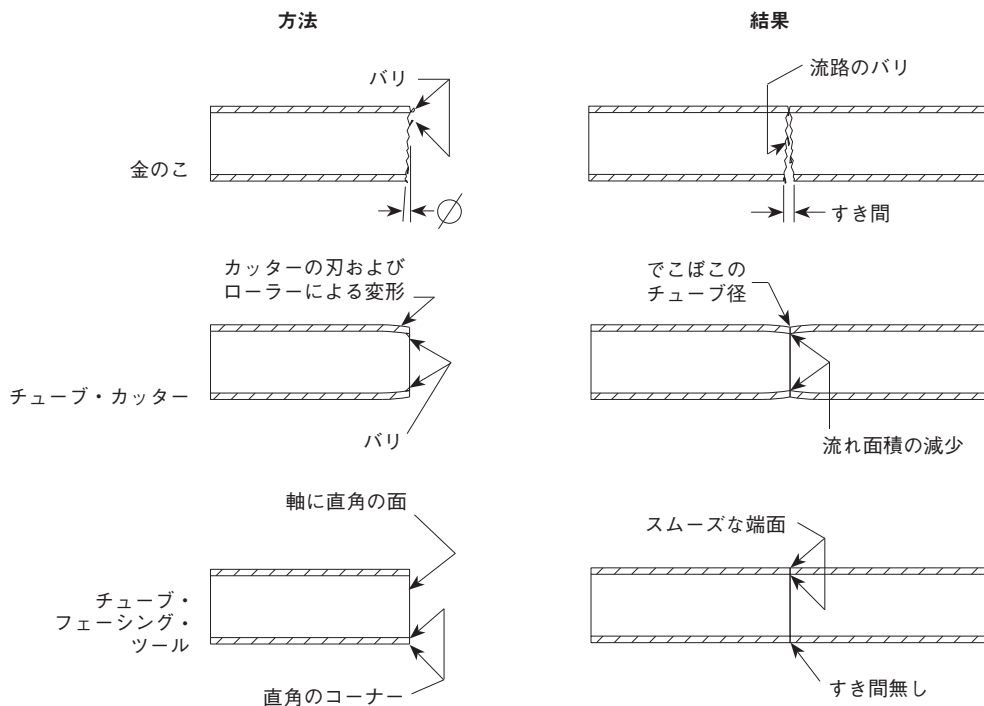 方法
結果
バリ
流路のバリ
金のこ
すき間
カッターの刃および
ローラーによる変形
でこぼこの
チューブ径
チューブ・カッター
バリ
流れ面積の減少
軸に直角の面
スムーズな端面
チューブ・
フェーシング・
ツール
直角のコーナー
すき間無し